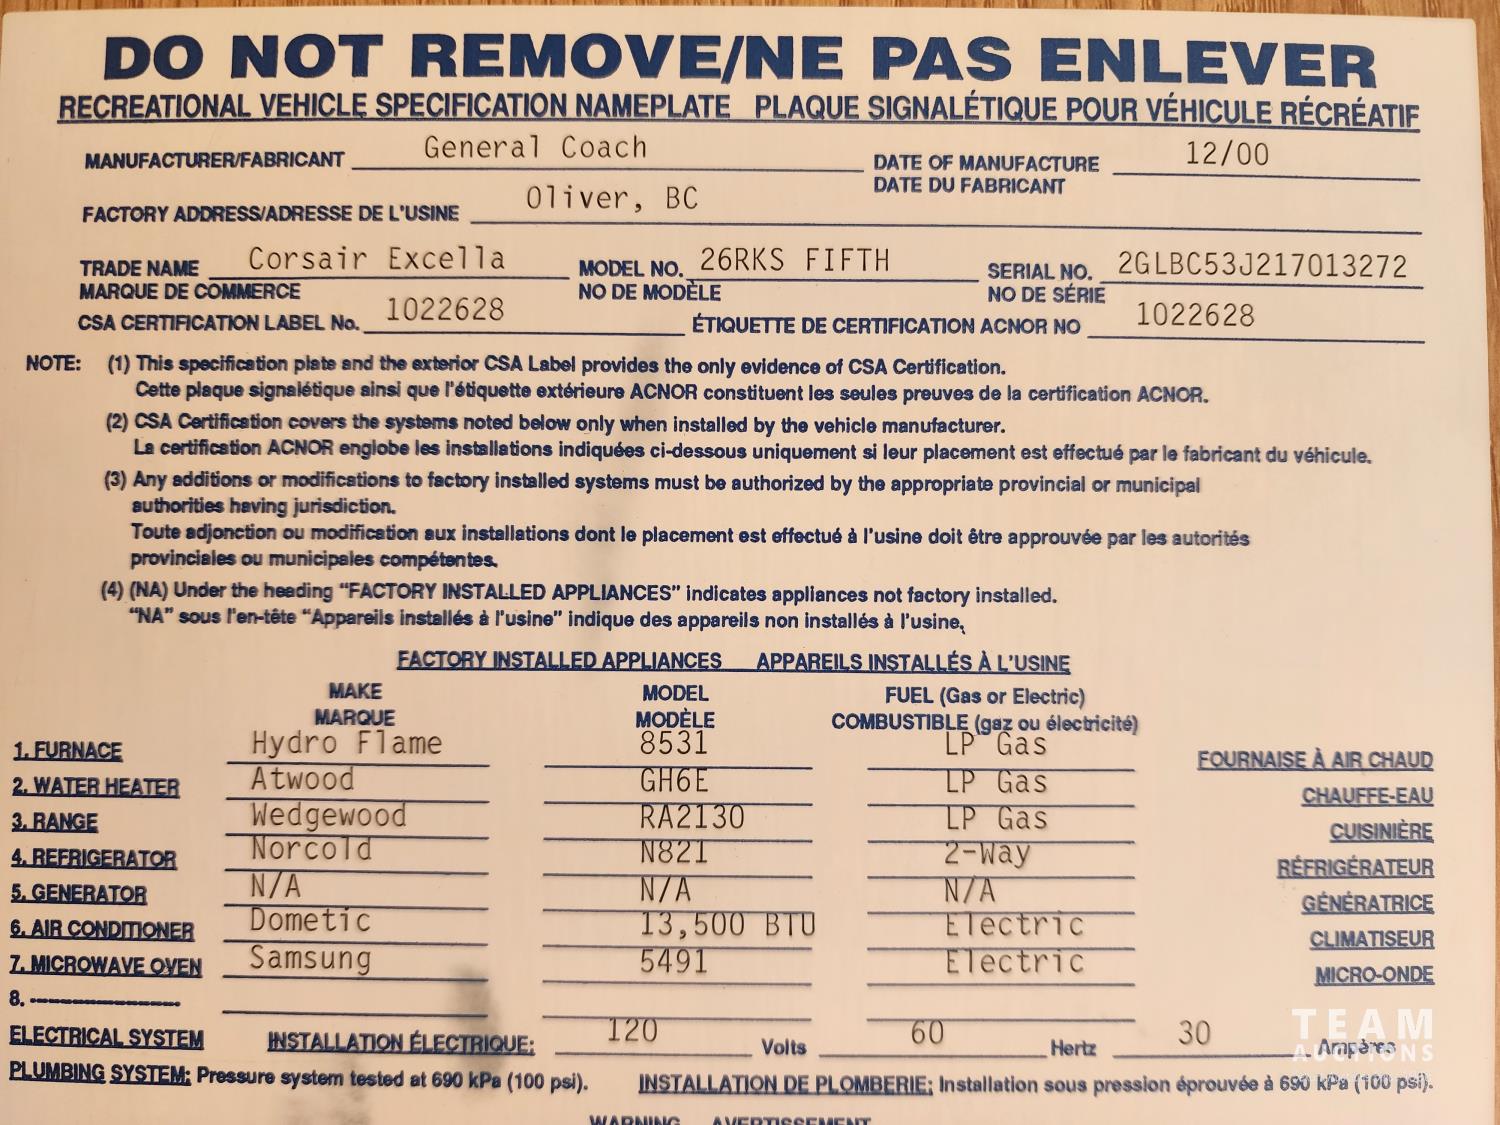 DO NOT REMOVE/NE PAS ENLEVER
RECREATIONAL VEHICLE SPECIFICATION NAMEPLATE PLAQUE SIGNALÉTIQUE POUR VÉHICULE RÉCRÉATIF
MANUFACTURER/FABRICANT General Coach DATE OF MANUFACTURE 12/00
DATE DU FABRICANT
FACTORY ADDRESS/ADRESSE DE L'USINE Oliver, BC
TRADE NAME Corsair Excella MODEL NO. 26RKS FIFTH SERIAL NO. 2GLBC53J217013272
MARQUE DE COMMERCE NO DE MODÈLE NO DE SÉRIE
CSA CERTIFICATION LABEL No. 1022628 ÉTIQUETTE DE CERTIFICATION ACNOR NO 1022628
NOTE: (1) This specification plate and the exterior CSA Label provides the only evidence of CSA Certification.
Cette plaque signalétique ainsi que l'étiquette extérieure ACNOR constituent les seules preuves de la certification ACNOR.
(2) CSA Certification covers the systems noted below only when installed by the vehicle manufacturer.
La certification ACNOR englobe les installations indiquées ci-dessous uniquement si leur placement est effectué par le fabricant du véhicule.
(3) Any additions or modifications to factory installed systems must be authorized by the appropriate provincial or municipal
authorities having jurisdiction.
Toute adjonction ou modification aux installations dont le placement est effectué à l'usine doit être approuvée par les autorités
provinciales ou municipales compétentes.
(4) (NA) Under the heading "FACTORY INSTALLED APPLIANCES" indicates appliances not factory installed.
"NA" sous l'en-tête "Appareils installés à l'usine" indique des appareils non installés à l'usine.
FACTORY INSTALLED APPLIANCES APPAREILS INSTALLÉS À L'USINE
MAKE MODEL FUEL (Gas or Electric)
MARQUE MODÈLE COMBUSTIBLE (gaz ou électricité)
1. FURNACE Hydro Flame 8531 LP Gas FOURNAISE À AIR CHAUD
2. WATER HEATER Atwood GH6E LP Gas CHAUFFE-EAU
3. RANGE Wedgewood RA2130 LP Gas CUISINIÈRE
4. REFRIGERATOR Norcold N821 2-Way RÉFRIGÉRATEUR
5. GENERATOR N/A N/A N/A GÉNÉRATRICE
6. AIR CONDITIONER Dometic 13,500 BTU Electric CLIMATISEUR
7. MICROWAVE OVEN Samsung 5491 Electric MICRO-ONDE
8.
ELECTRICAL SYSTEM INSTALLATION ÉLECTRIQUE: 120 Volts 60 Hertz 30 Ampères
PLUMBING SYSTEM: Pressure system tested at 690 kPa (100 psi). INSTALLATION DE PLOMBERIE: Installation sous pression éprouvée à 690 kPa (100 psi).
WARNING AVERTISSEMENT
TEAM
AUCTIONS